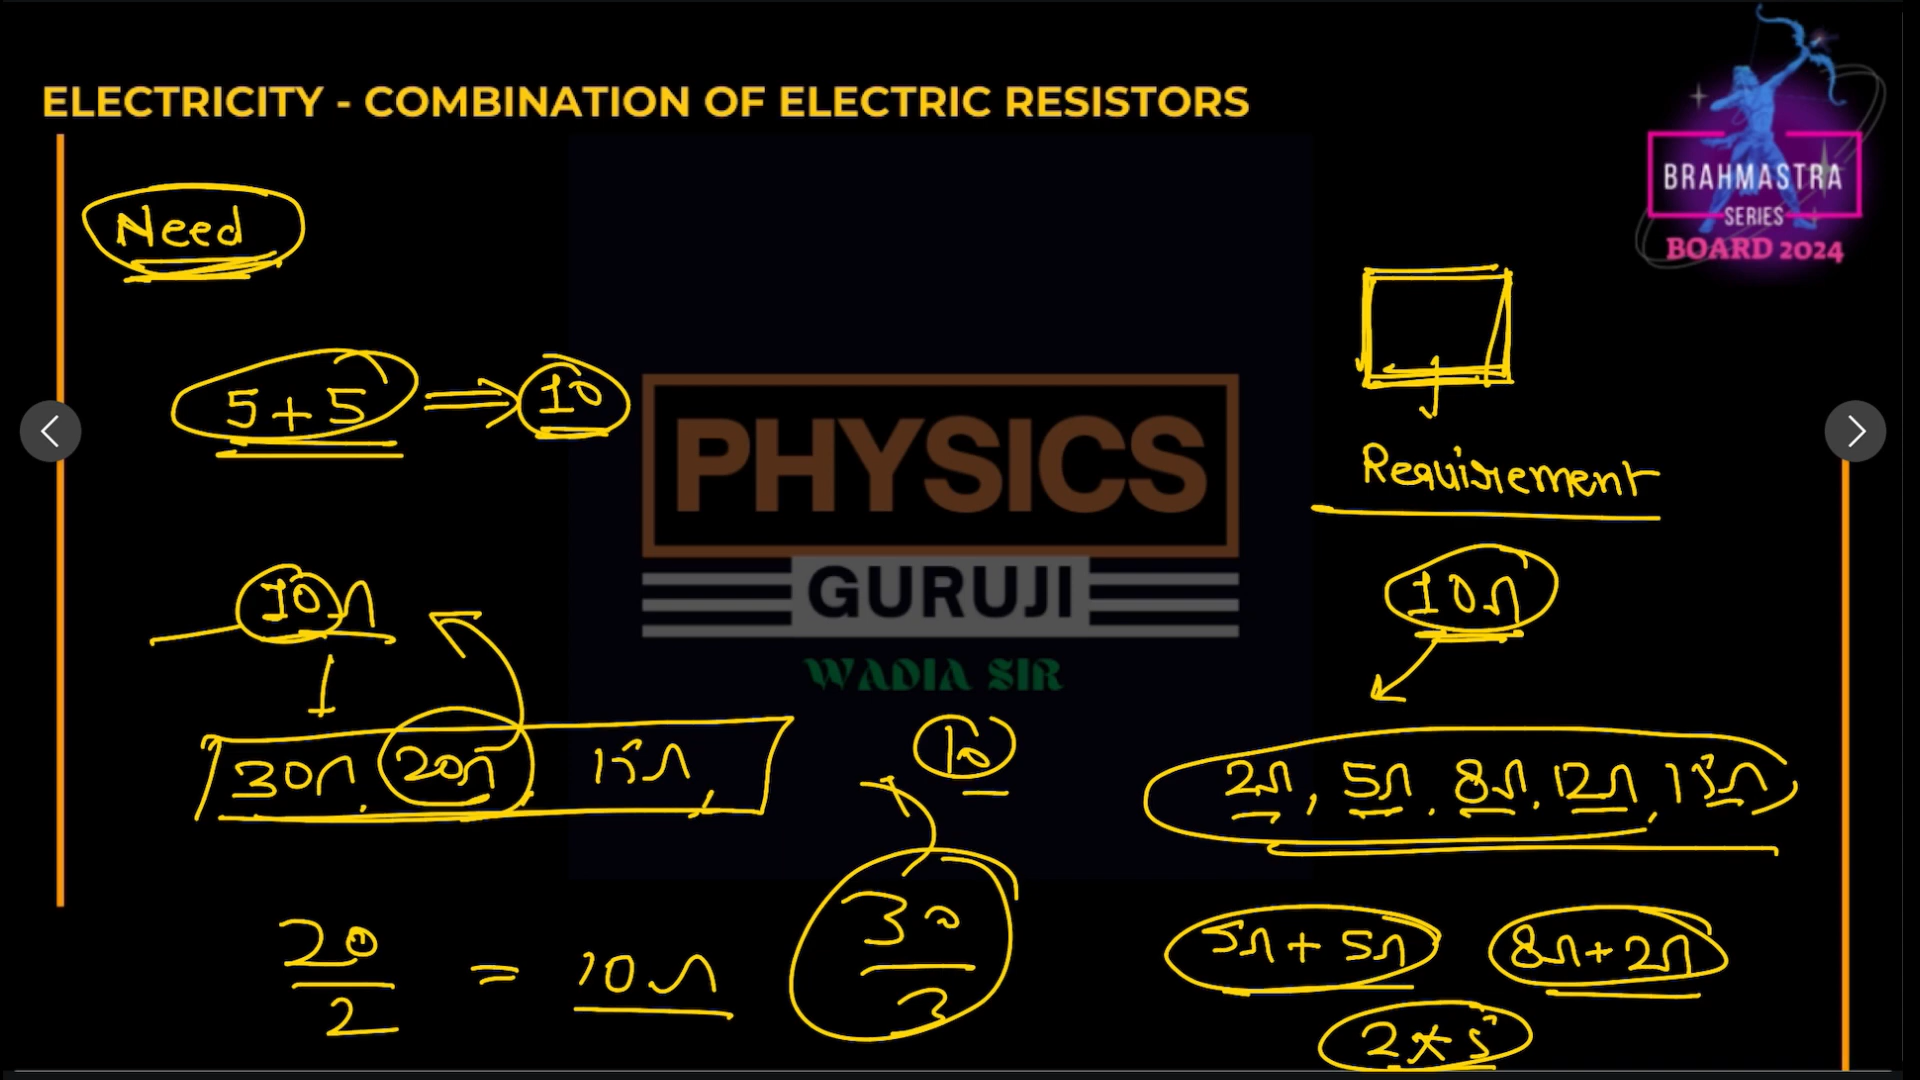 ELECTRICITY - COMBINATION OF ELECTRIC RESISTORS
BRAHMASTRA
SERIES
BOARD 2024
Need
5 + 5 ⇒ 10
PHYSICS
GURUJI
WADIA SIR
Requirement
10Ω
10Ω
30Ω, 20Ω, 15Ω,
10
2Ω, 5Ω, 8Ω, 12Ω, 15Ω
20/2 = 10Ω
30/3
5Ω + 5Ω
8Ω + 2Ω
2 * 5